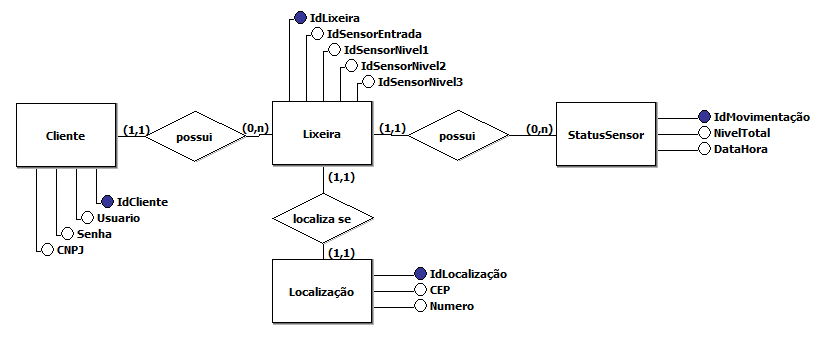 IdLixeira
IdSensorEntrada
IdSensorNivel1
IdSensorNivel2
IdSensorNivel3
Cliente
(1,1)
possui
(0,n)
Lixeira
(1,1)
possui
(0,n)
StatusSensor
IdMovimentação
NivelTotal
DataHora
(1,1)
IdCliente
Usuario
Senha
CNPJ
localiza se
(1,1)
Localização
IdLocalização
CEP
Numero